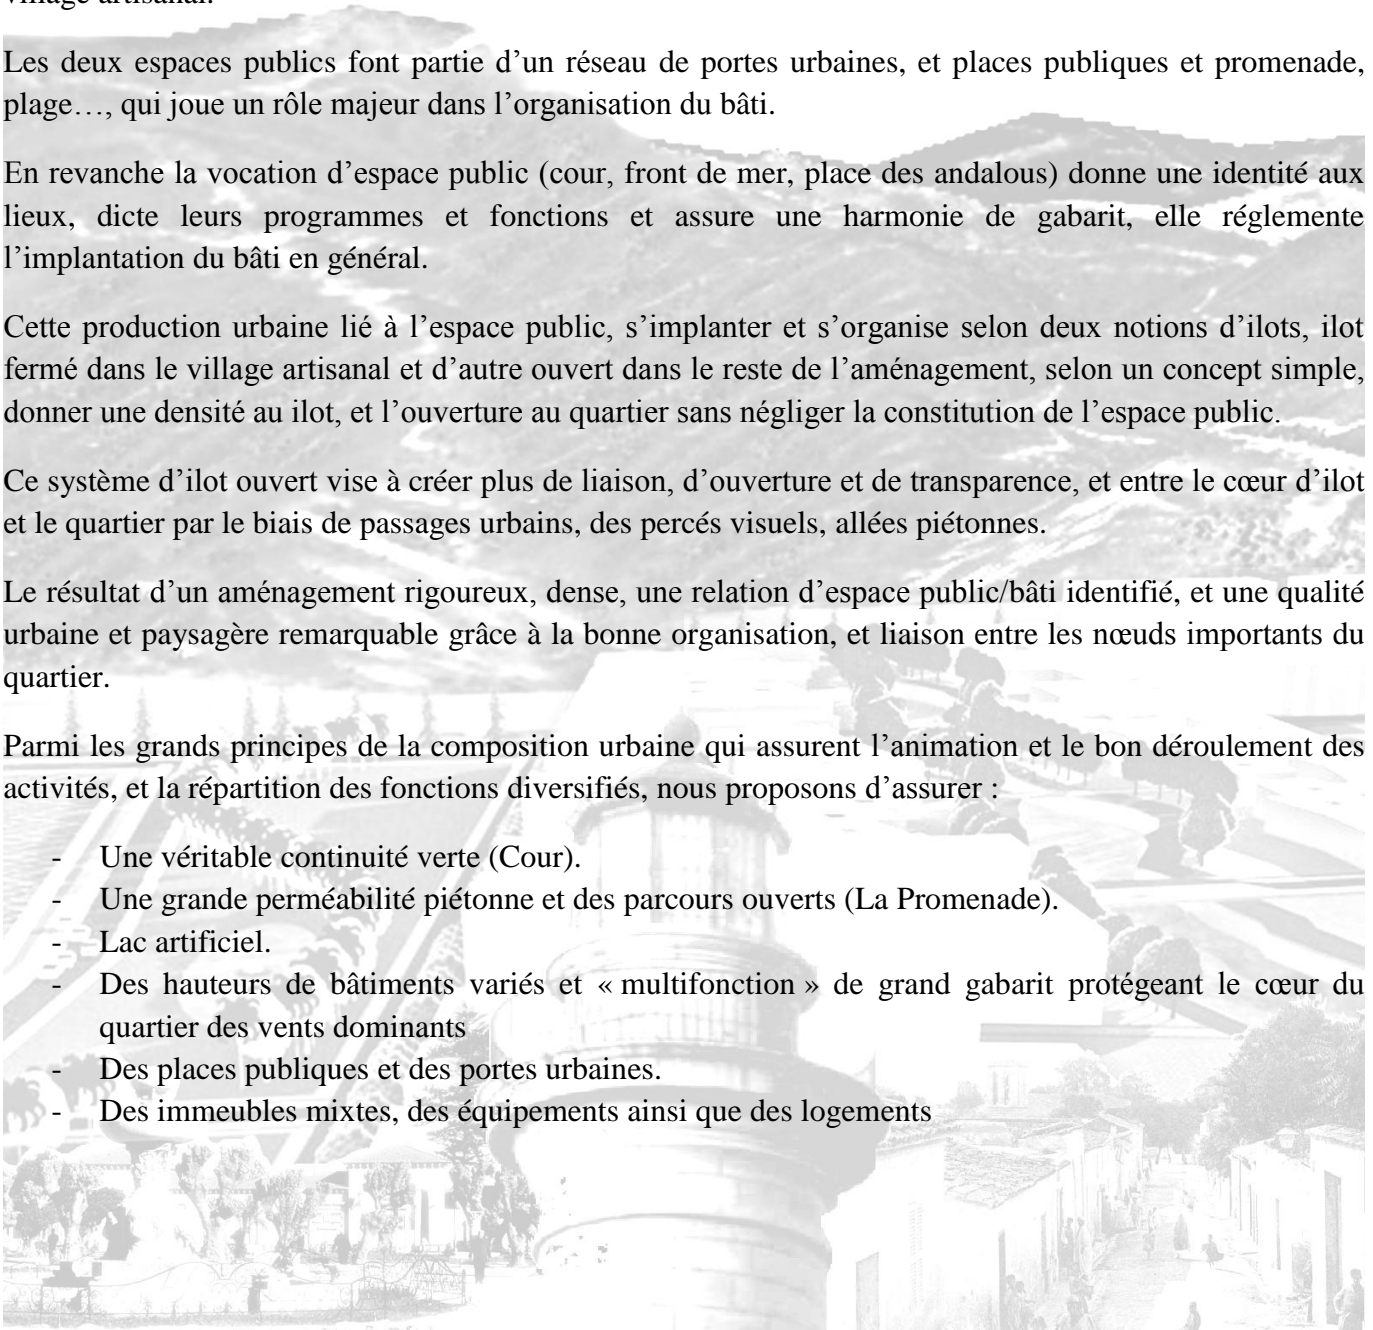 village artisanal.
Les deux espaces publics font partie d’un réseau de portes urbaines, et places publiques et promenade,
plage…, qui joue un rôle majeur dans l’organisation du bâti.
En revanche la vocation d’espace public (cour, front de mer, place des andalous) donne une identité aux
lieux, dicte leurs programmes et fonctions et assure une harmonie de gabarit, elle réglemente
l’implantation du bâti en général.
Cette production urbaine lié à l’espace public, s’implanter et s’organise selon deux notions d’ilots, ilot
fermé dans le village artisanal et d’autre ouvert dans le reste de l’aménagement, selon un concept simple,
donner une densité au ilot, et l’ouverture au quartier sans négliger la constitution de l’espace public.
Ce système d’ilot ouvert vise à créer plus de liaison, d’ouverture et de transparence, et entre le cœur d’ilot
et le quartier par le biais de passages urbains, des percés visuels, allées piétonnes.
Le résultat d’un aménagement rigoureux, dense, une relation d’espace public/bâti identifié, et une qualité
urbaine et paysagère remarquable grâce à la bonne organisation, et liaison entre les nœuds importants du
quartier.
Parmi les grands principes de la composition urbaine qui assurent l’animation et le bon déroulement des
activités, et la répartition des fonctions diversifiés, nous proposons d’assurer :
- Une véritable continuité verte (Cour).
- Une grande perméabilité piétonne et des parcours ouverts (La Promenade).
- Lac artificiel.
- Des hauteurs de bâtiments variés et « multifonction » de grand gabarit protégeant le cœur du
quartier des vents dominants
- Des places publiques et des portes urbaines.
- Des immeubles mixtes, des équipements ainsi que des logements